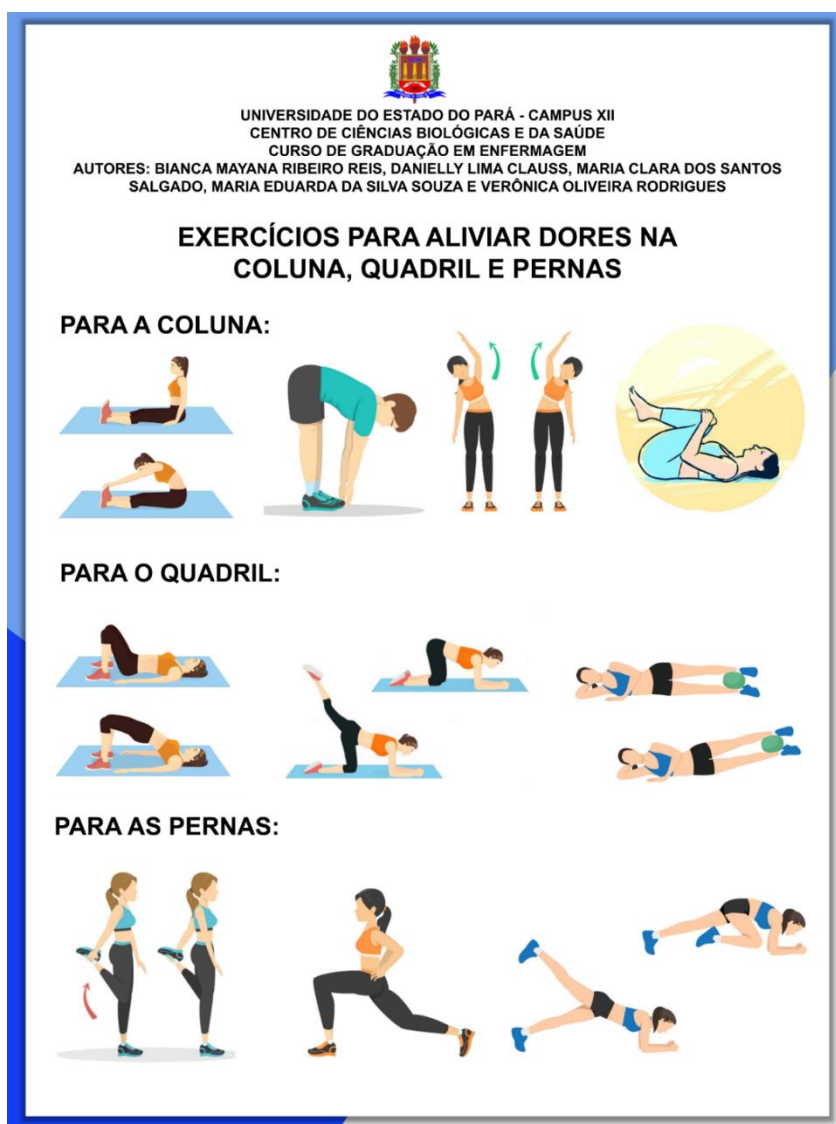 UNIVERSIDADE DO ESTADO DO PARÁ - CAMPUS XII
CENTRO DE CIÊNCIAS BIOLÓGICAS E DA SAÚDE
CURSO DE GRADUAÇÃO EM ENFERMAGEM
AUTORES: BIANCA MAYANA RIBEIRO REIS, DANIELLY LIMA CLAUSS, MARIA CLARA DOS SANTOS
SALGADO, MARIA EDUARDA DA SILVA SOUZA E VERÔNICA OLIVEIRA RODRIGUES
EXERCÍCIOS PARA ALIVIAR DORES NA
COLUNA, QUADRIL E PERNAS
PARA A COLUNA:
PARA O QUADRIL:
PARA AS PERNAS: